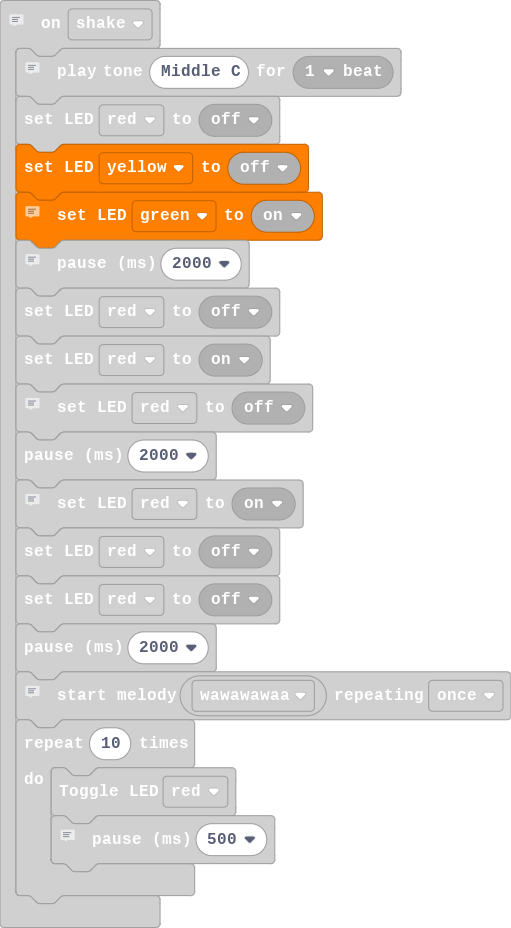 on shake
play tone Middle C for 1 beat
set LED red to off
set LED yellow to off
set LED green to on
pause (ms) 2000
set LED red to off
set LED red to on
set LED red to off
pause (ms) 2000
set LED red to on
set LED red to off
set LED red to off
pause (ms) 2000
start melody wawawawaa repeating once
repeat 10 times
do
Toggle LED red
pause (ms) 500